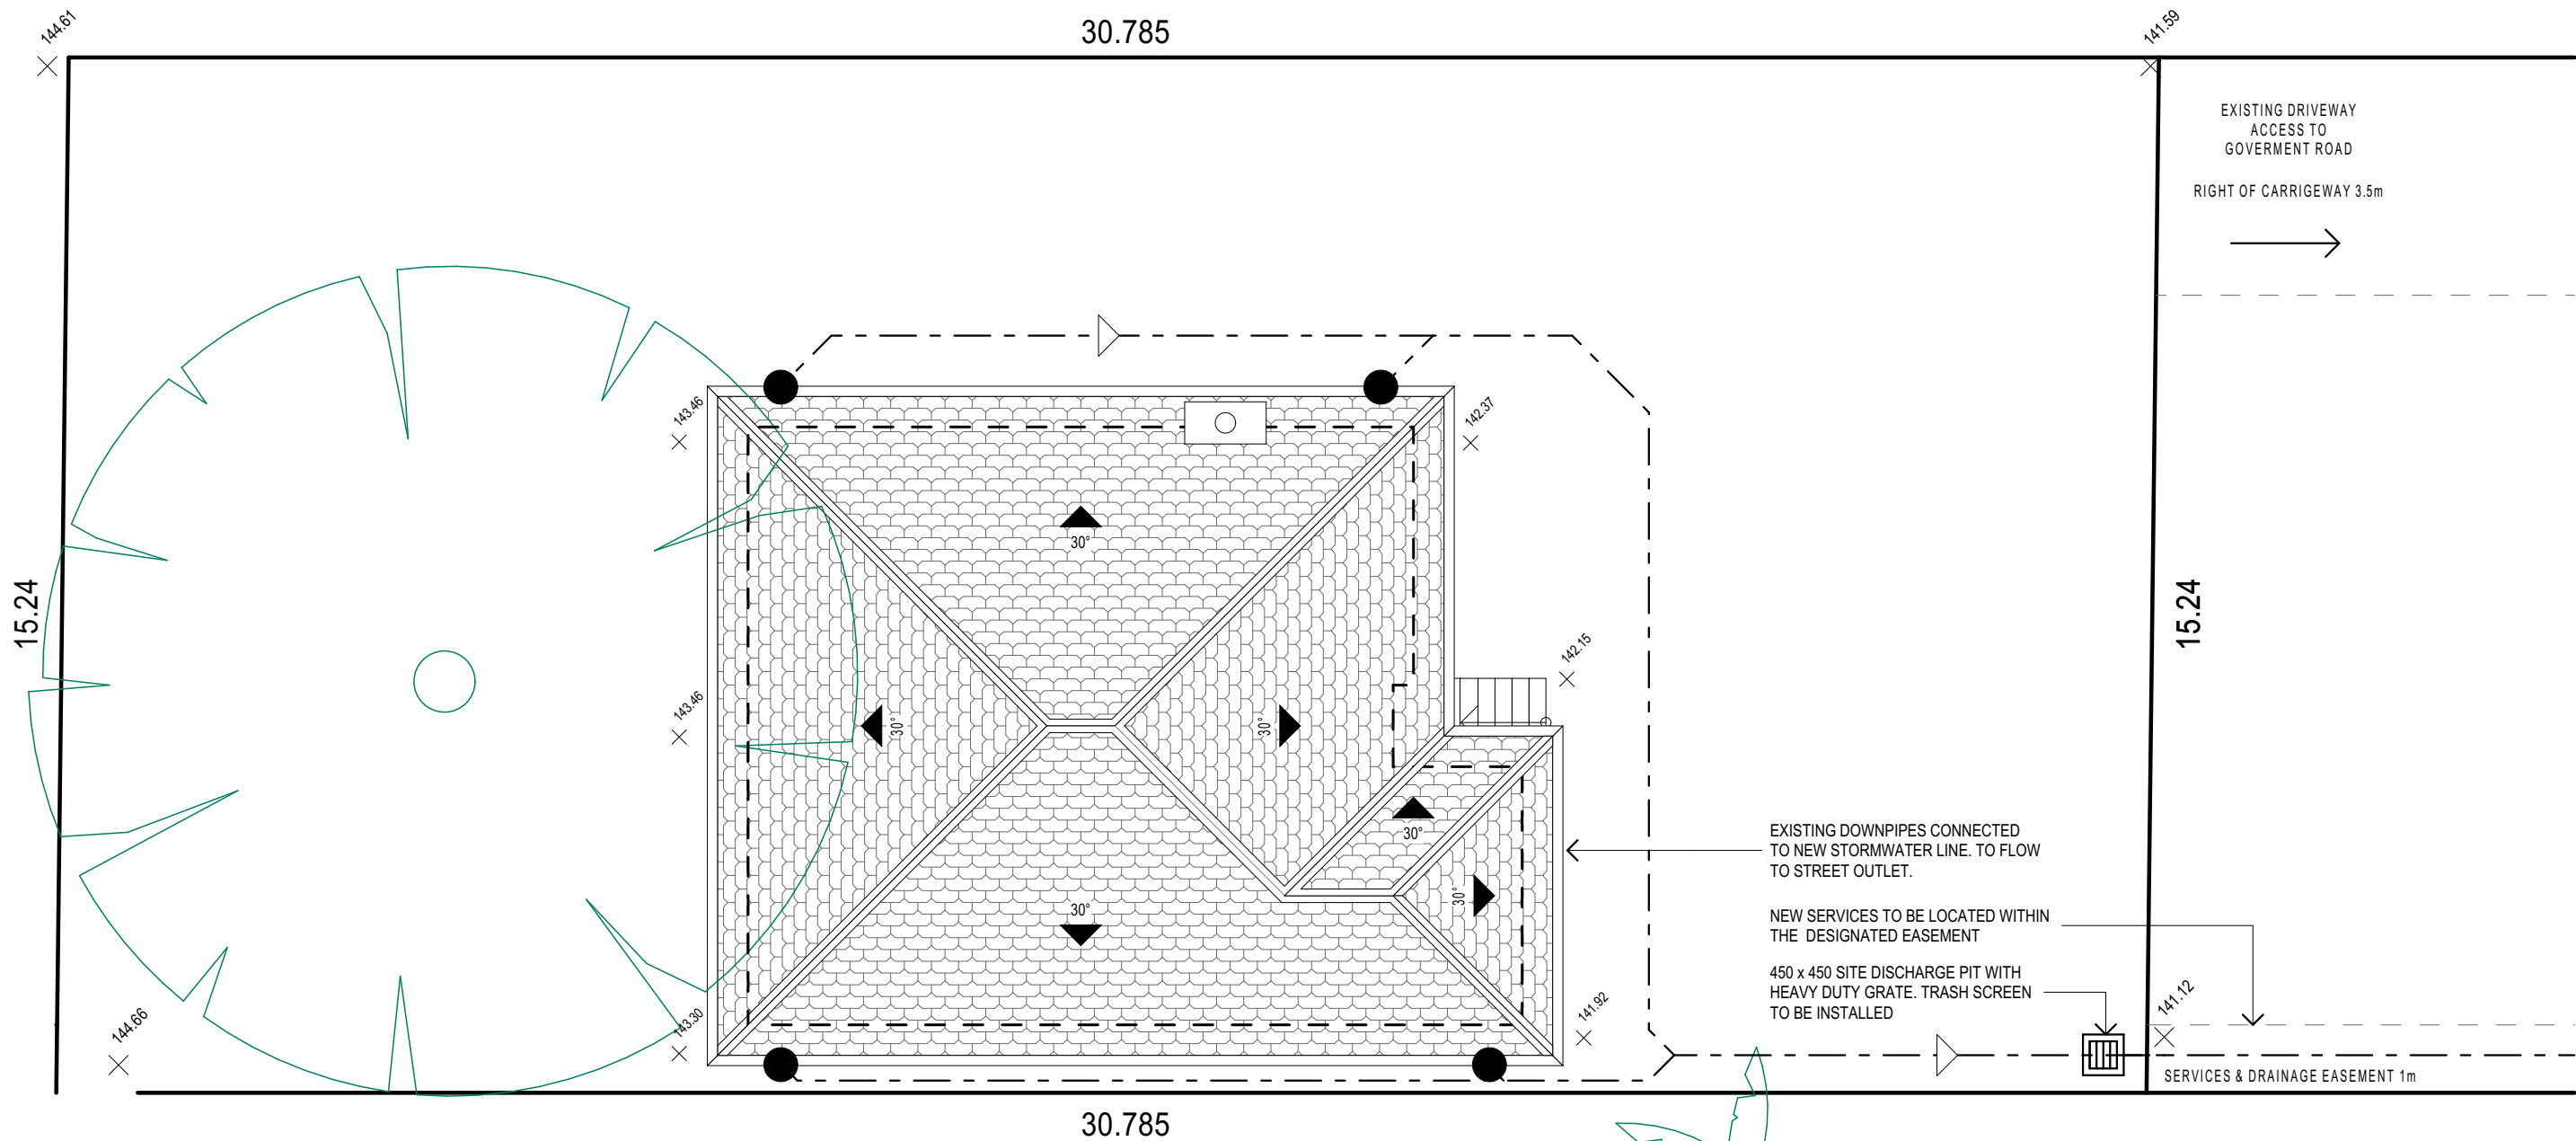 144.61
30.785
141.59
EXISTING DRIVEWAY
ACCESS TO
GOVERMENT ROAD
RIGHT OF CARRIGEWAY 3.5m
143.46
142.37
30°
15.24
15.24
142.15
143.46
30°
30°
30°
EXISTING DOWNPIPES CONNECTED
TO NEW STORMWATER LINE. TO FLOW
TO STREET OUTLET.
30°
30°
NEW SERVICES TO BE LOCATED WITHIN
THE DESIGNATED EASEMENT
450 x 450 SITE DISCHARGE PIT WITH
HEAVY DUTY GRATE. TRASH SCREEN
TO BE INSTALLED
144.66
143.30
141.92
141.12
SERVICES & DRAINAGE EASEMENT 1m
30.785